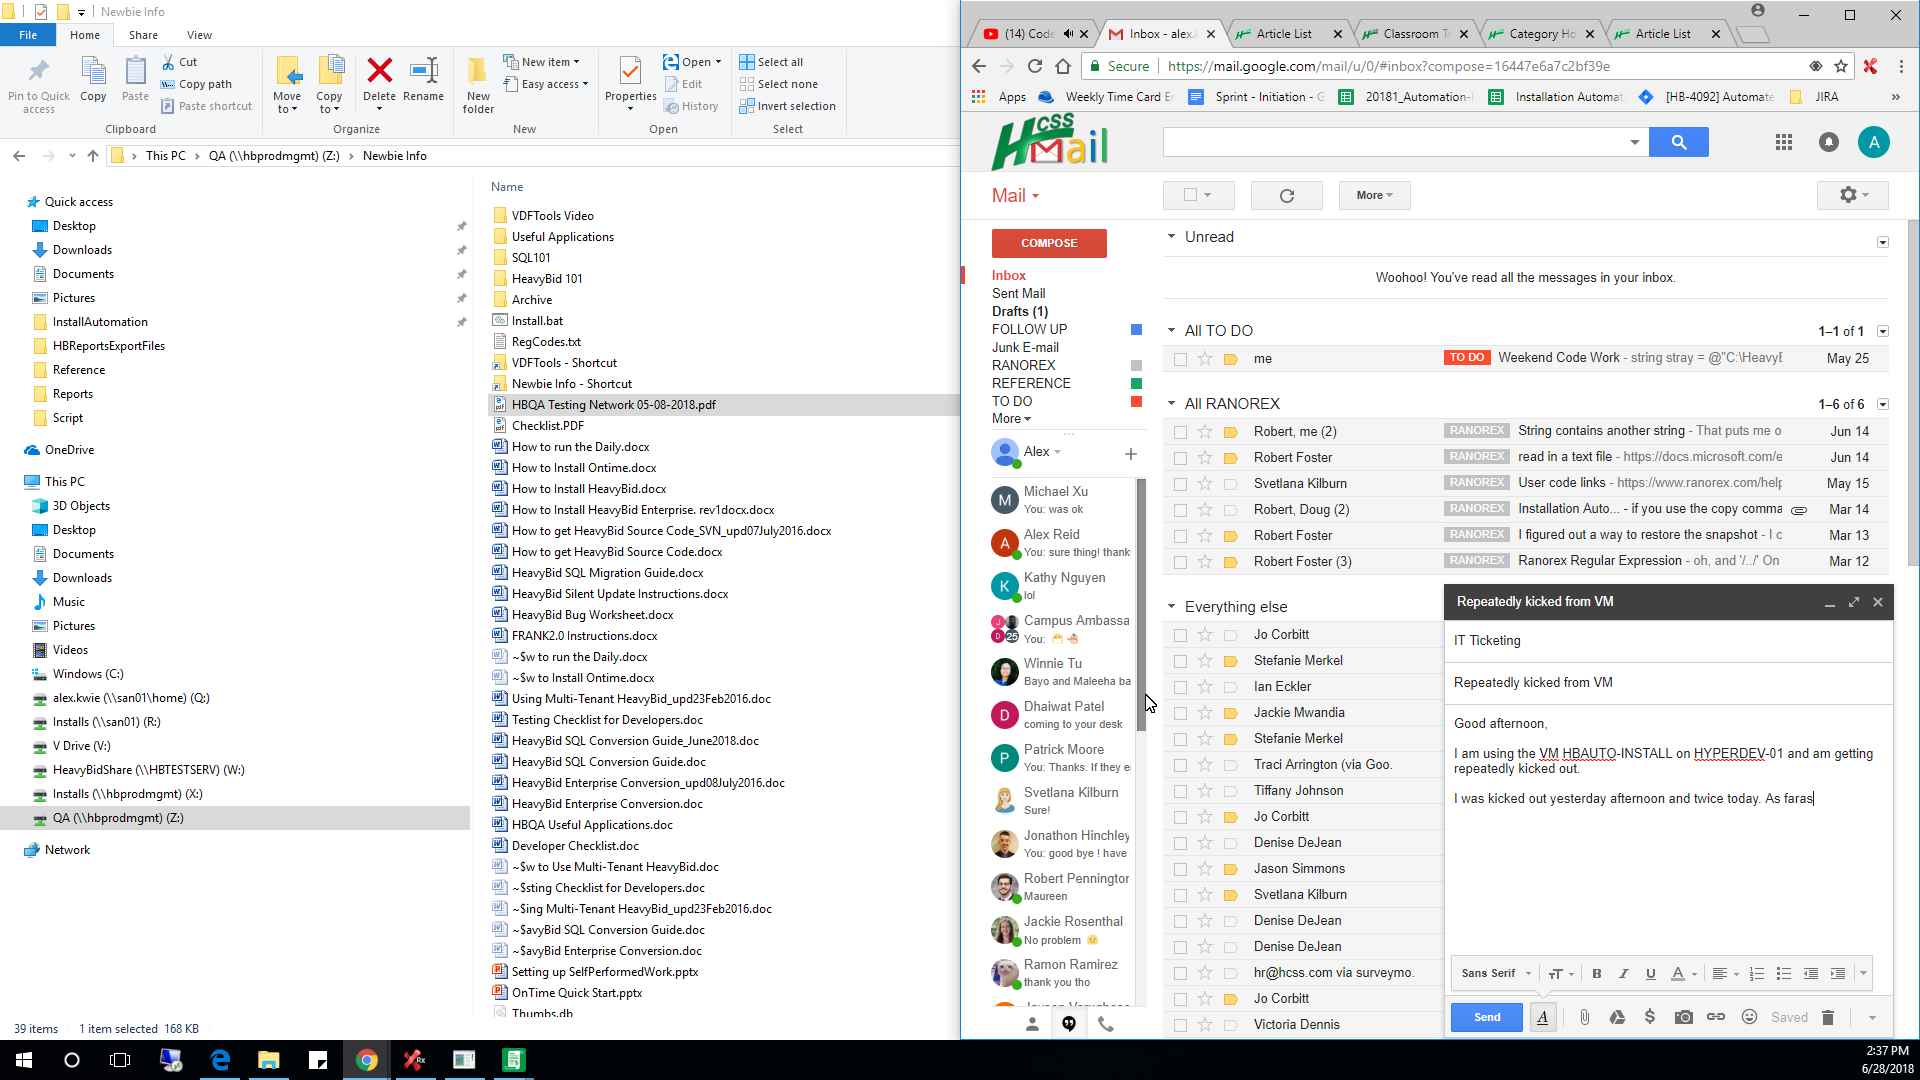 Newbie Info
File
Home
Share
View
Pin to Quick access
Copy
Paste
Cut
Copy path
Paste shortcut
Clipboard
Move to
Copy to
Delete
Rename
Organize
New folder
New item
Easy access
New
Properties
Open
Edit
History
Open
Select all
Select none
Invert selection
Select
This PC
QA (\\hbprodmgmt) (Z:)
Newbie Info
Quick access
Desktop
Downloads
Documents
Pictures
InstallAutomation
HBReportsExportFiles
Reference
Reports
Script
OneDrive
This PC
3D Objects
Desktop
Documents
Downloads
Music
Pictures
Videos
Windows (C:)
alex.kwie (\\san01\home) (Q:)
Installs (\\san01) (R:)
V Drive (V:)
HeavyBidShare (\\HBTESTSERV) (W:)
Installs (\\hbprodmgmt) (X:)
QA (\\hbprodmgmt) (Z:)
Network
Name
VDFTools Video
Useful Applications
SQL101
HeavyBid 101
Archive
Install.bat
RegCodes.txt
VDFTools - Shortcut
Newbie Info - Shortcut
HBQA Testing Network 05-08-2018.pdf
Checklist.PDF
How to run the Daily.docx
How to Install Ontime.docx
How to Install HeavyBid.docx
How to Install HeavyBid Enterprise. rev1docx.docx
How to get HeavyBid Source Code_SVN_upd07July2016.docx
How to get HeavyBid Source Code.docx
HeavyBid SQL Migration Guide.docx
HeavyBid Silent Update Instructions.docx
HeavyBid Bug Worksheet.docx
FRANK2.0 Instructions.docx
~$w to run the Daily.docx
~$w to Install Ontime.docx
Using Multi-Tenant HeavyBid_upd23Feb2016.doc
Testing Checklist for Developers.doc
HeavyBid SQL Conversion Guide_June2018.doc
HeavyBid SQL Conversion Guide.doc
HeavyBid Enterprise Conversion_upd08July2016.doc
HeavyBid Enterprise Conversion.doc
HBQA Useful Applications.doc
Developer Checklist.doc
~$w to Use Multi-Tenant HeavyBid.doc
~$sting Checklist for Developers.doc
~$ing Multi-Tenant HeavyBid_upd23Feb2016.doc
~$avyBid SQL Conversion Guide.doc
~$avyBid Enterprise Conversion.doc
Setting up SelfPerformedWork.pptx
OnTime Quick Start.pptx
Thumbs.db
39 items
1 item selected 168 KB
(14) Code
Inbox - alex.
Article List
Classroom T
Category Ho
Article List
Secure
https://mail.google.com/mail/u/0/#inbox?compose=16447e6a7c2bf39e
Apps
Weekly Time Card E
Sprint - Initiation - G
20181_Automation-
Installation Automat
[HB-4092] Automate
JIRA
»
HCSS Mail
A
Mail
More
COMPOSE
Inbox
Sent Mail
Drafts (1)
FOLLOW UP
Junk E-mail
RANOREX
REFERENCE
TO DO
More
Alex
Michael Xu
You: was ok
Alex Reid
You: sure thing! thank
Kathy Nguyen
lol
Campus Ambassa
You:
25
Winnie Tu
Bayo and Maleeha ba
Dhaiwat Patel
coming to your desk
Patrick Moore
You: Thanks. If they e
Svetlana Kilburn
Sure!
Jonathon Hinchley
You: good bye ! have
Robert Pennington
Maureen
Jackie Rosenthal
No problem
Ramon Ramirez
thank you tho
Unread
Woohoo! You've read all the messages in your inbox.
All TO DO
1–1 of 1
me
TO DO
Weekend Code Work - string stray = @"C:\HeavyB
May 25
All RANOREX
1–6 of 6
Robert, me (2)
RANOREX
String contains another string - That puts me o
Jun 14
Robert Foster
RANOREX
read in a text file - https://docs.microsoft.com/e
Jun 14
Svetlana Kilburn
RANOREX
User code links - https://www.ranorex.com/help
May 15
Robert, Doug (2)
RANOREX
Installation Auto... - if you use the copy comma
Mar 14
Robert Foster
RANOREX
I figured out a way to restore the snapshot - I c
Mar 13
Robert Foster (3)
RANOREX
Ranorex Regular Expression - oh, and '/../' On
Mar 12
Everything else
Jo Corbitt
Stefanie Merkel
Ian Eckler
Jackie Mwandia
Stefanie Merkel
Traci Arrington (via Goo.
Tiffany Johnson
Jo Corbitt
Denise DeJean
Jason Simmons
Svetlana Kilburn
Denise DeJean
Denise DeJean
hr@hcss.com via surveymo.
Jo Corbitt
Victoria Dennis
Repeatedly kicked from VM
IT Ticketing
Repeatedly kicked from VM
Good afternoon,
I am using the VM HBAUTO-INSTALL on HYPERDEV-01 and am getting
repeatedly kicked out.
I was kicked out yesterday afternoon and twice today. As faras
Sans Serif
Send
Saved
2:37 PM
6/28/2018